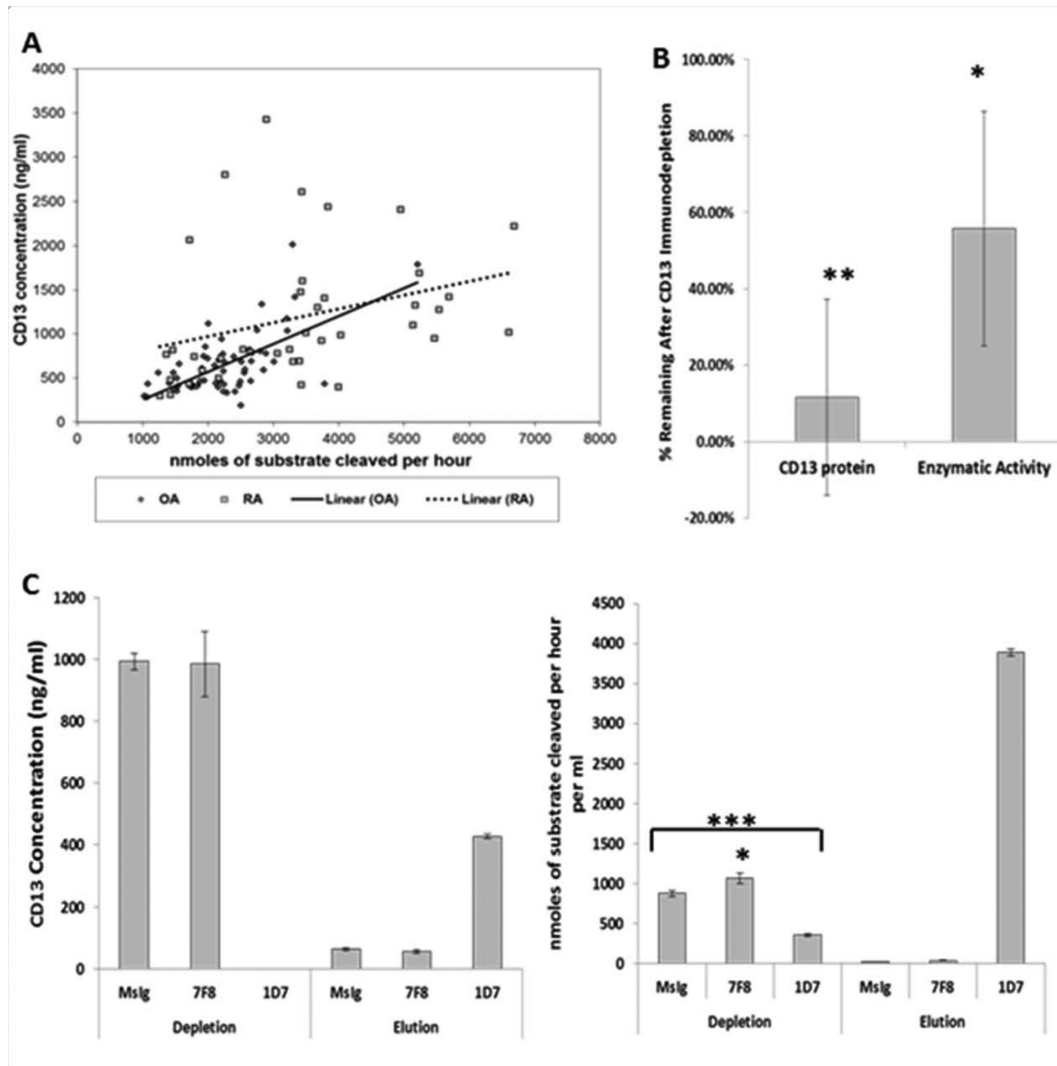 A
CD13 concentration (ng/ml)
4000
3500
3000
2500
2000
1500
1000
500
0
0 1000 2000 3000 4000 5000 6000 7000 8000
nmoles of substrate cleaved per hour
OA RA Linear (OA) Linear (RA)
B
% Remaining After CD13 Immunodepletion
100.00%
80.00%
60.00%
40.00%
20.00%
0.00%
-20.00%
**
*
CD13 protein Enzymatic Activity
C
CD13 Concentration (ng/ml)
1200
1000
800
600
400
200
0
MsIg 7F8 1D7 MsIg 7F8 1D7
Depletion Elution
nmoles of substrate cleaved per hour
per ml
4500
4000
3500
3000
2500
2000
1500
1000
500
0
***
*
MsIg 7F8 1D7 MsIg 7F8 1D7
Depletion Elution